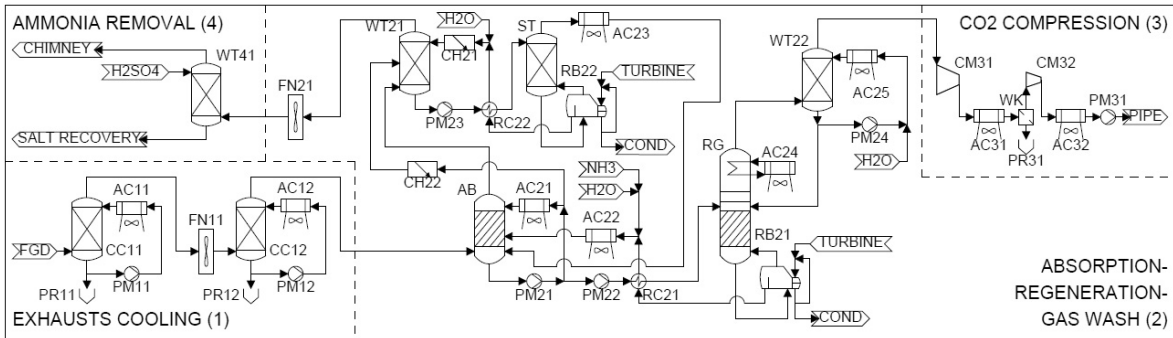 AMMONIA REMOVAL (4)
CO2 COMPRESSION (3)
WT21
H2O
ST
AC23
WT22
CHIMNEY
WT41
CH21
RB22
TURBINE
CM31
CM32
H2SO4
FN21
AC25
WK
PM31
SALT RECOVERY
PM23
RC22
PM24
PIPE
COND
RG
AC31
AC32
H2O
PR31
CH22
AC24
AB
NH3
AC11
AC12
AC21
H2O
FN11
AC22
RB21
TURBINE
FGD
CC11
CC12
PM11
PM12
PM21
PM22
RC21
PR11
PR12
COND
EXHAUSTS COOLING (1)
ABSORPTION-
REGENERATION-
GAS WASH (2)